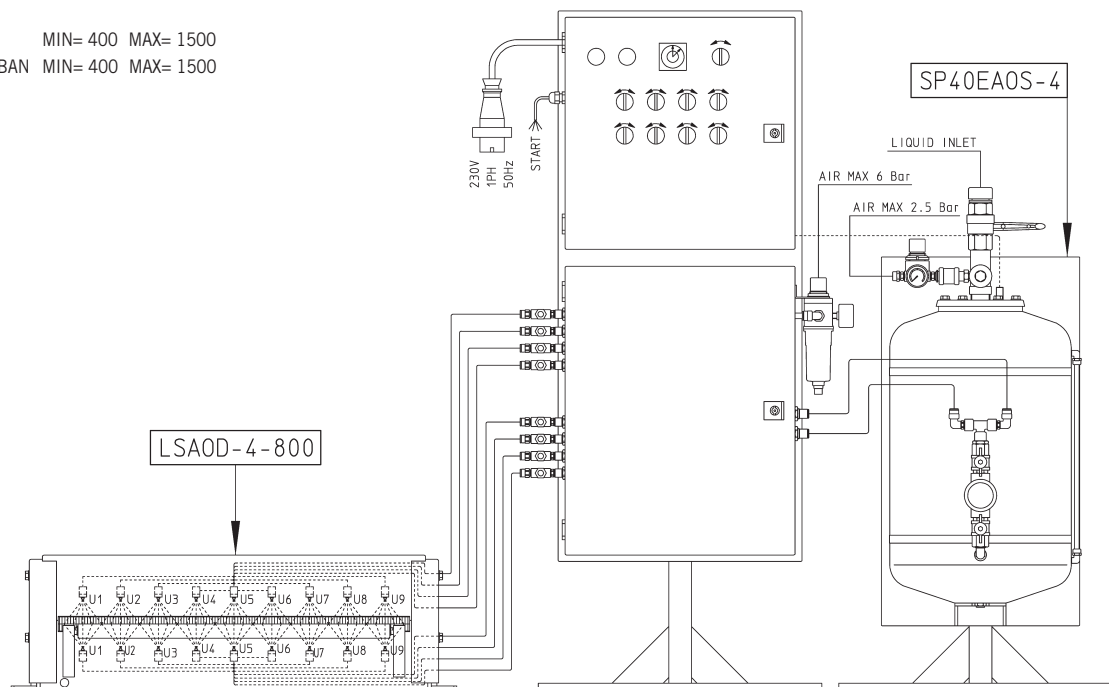 MIN= 400 MAX= 1500
BAN MIN= 400 MAX= 1500
230V
1PH
50Hz
START
SP40EAOS-4
LIQUID INLET
AIR MAX 6 Bar
AIR MAX 2.5 Bar
LSAOD-4-800
U1 U2 U3 U4 U5 U6 U7 U8 U9
U1 U2 U3 U4 U5 U6 U7 U8 U9